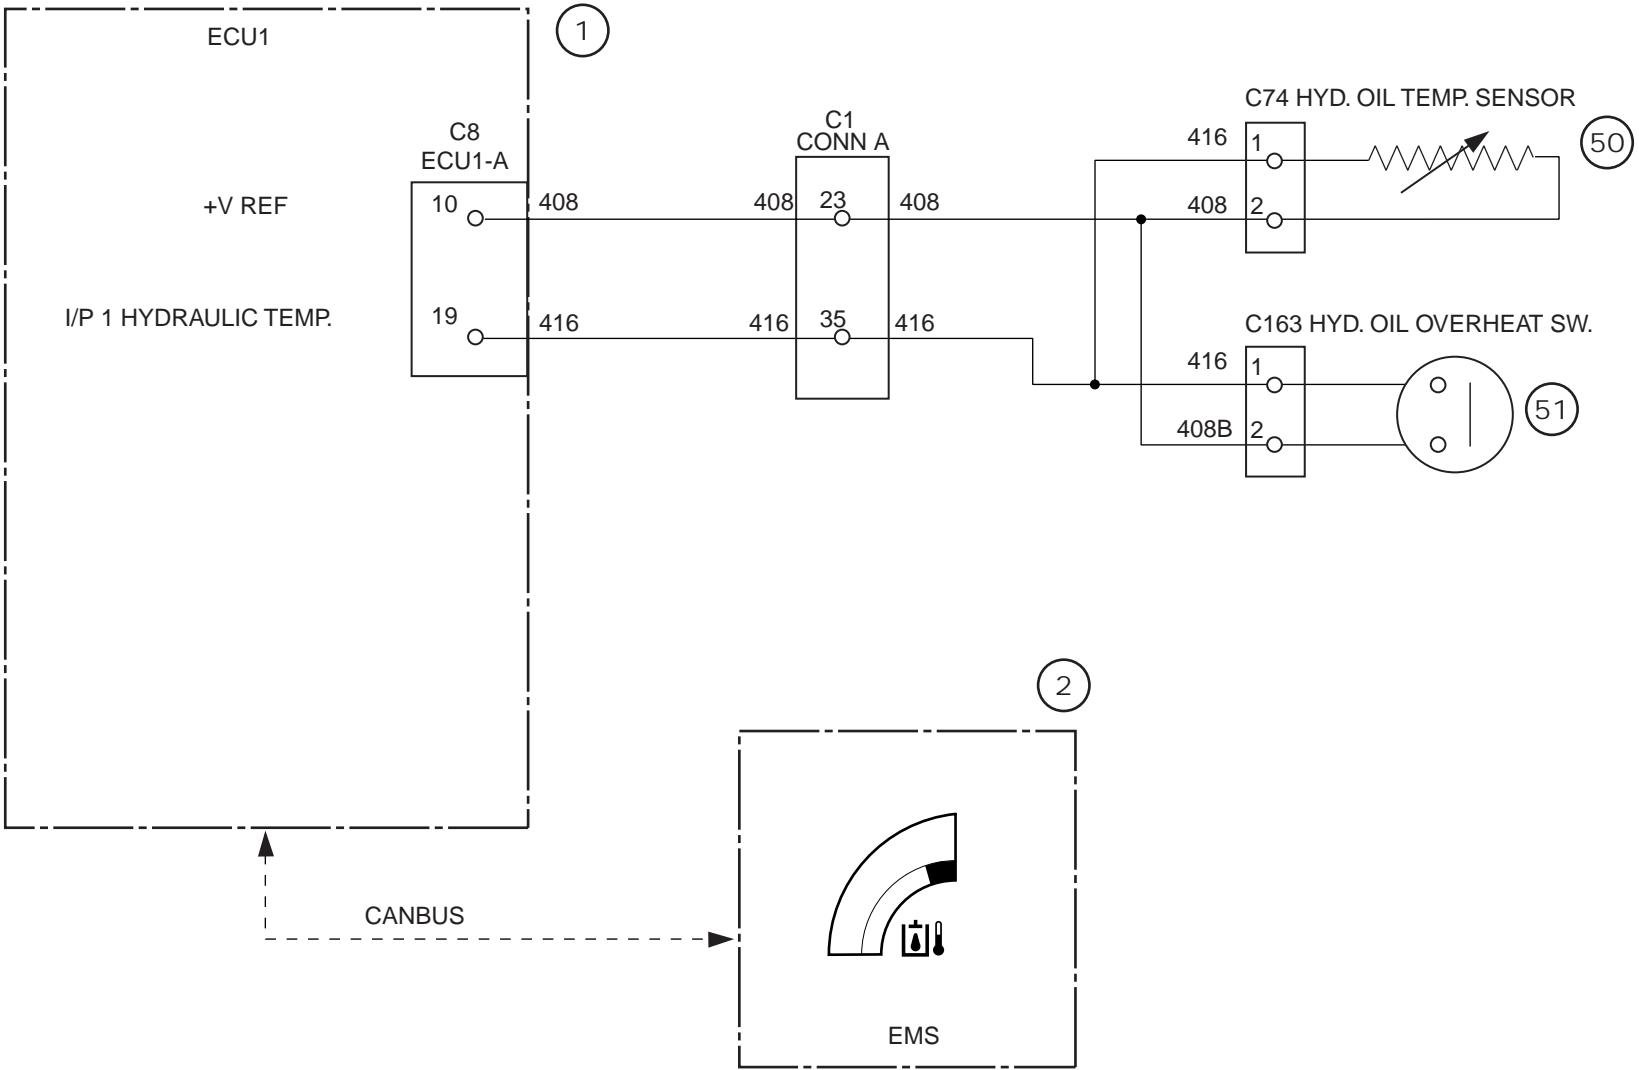 ECU1
1
C8
ECU1-A
+V REF
10
408
408
I/P 1 HYDRAULIC TEMP.
19
416
416
C1
CONN A
23
408
35
416
C74 HYD. OIL TEMP. SENSOR
416
1
408
2
50
C163 HYD. OIL OVERHEAT SW.
416
1
408B
2
51
CANBUS
2
EMS